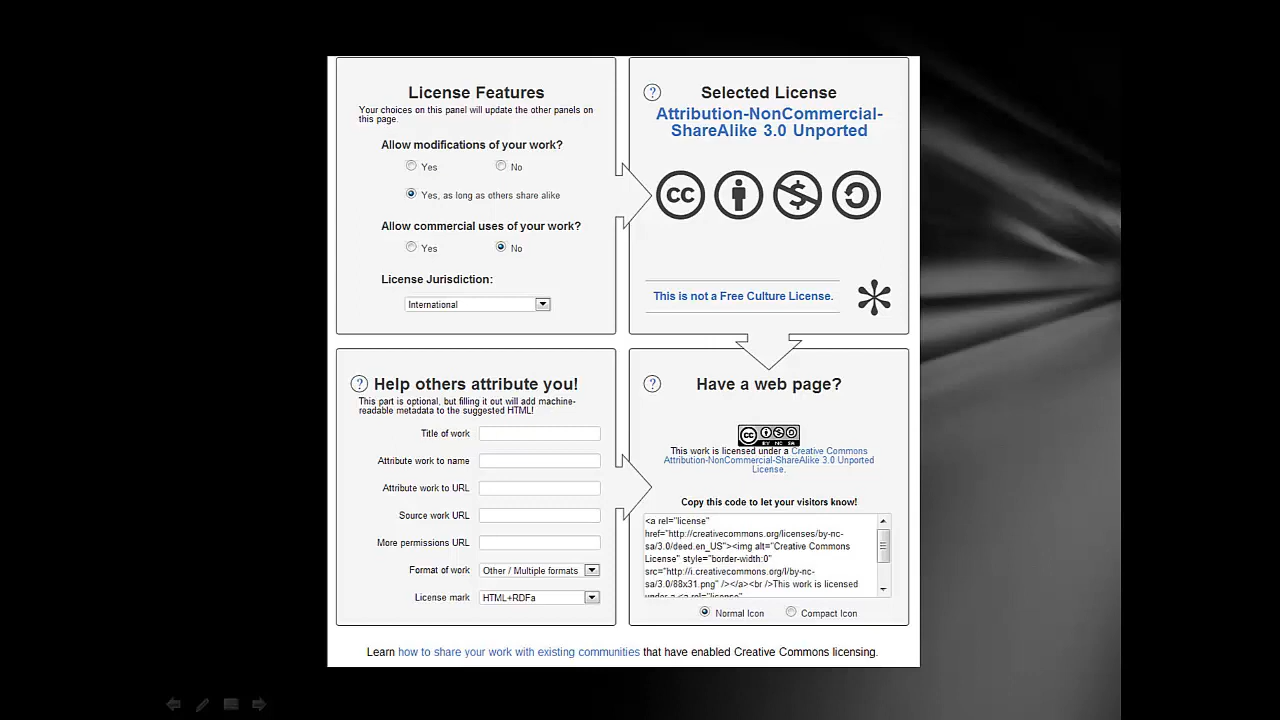 License Features
Your choices on this panel will update the other panels on
this page.
Allow modifications of your work?
Yes
No
Yes, as long as others share alike
Allow commercial uses of your work?
Yes
No
License Jurisdiction:
International
?
Selected License
Attribution-NonCommercial-
ShareAlike 3.0 Unported
cc
This is not a Free Culture License.
?
Help others attribute you!
This part is optional, but filling it out will add machine-
readable metadata to the suggested HTML!
Title of work
Attribute work to name
Attribute work to URL
Source work URL
More permissions URL
Format of work
Other / Multiple formats
License mark
HTML+RDFa
?
Have a web page?
cc
BY NC SA
This work is licensed under a Creative Commons
Attribution-NonCommercial-ShareAlike 3.0 Unported
License.
Copy this code to let your visitors know!
<a rel="license"
href="http://creativecommons.org/licenses/by-nc-
sa/3.0/deed.en_US"><img alt="Creative Commons
License" style="border-width:0"
src="http://i.creativecommons.org/l/by-nc-
sa/3.0/88x31.png" /></a><br />This work is licensed
under a <a rel="license"
Normal Icon
Compact Icon
Learn how to share your work with existing communities that have enabled Creative Commons licensing.